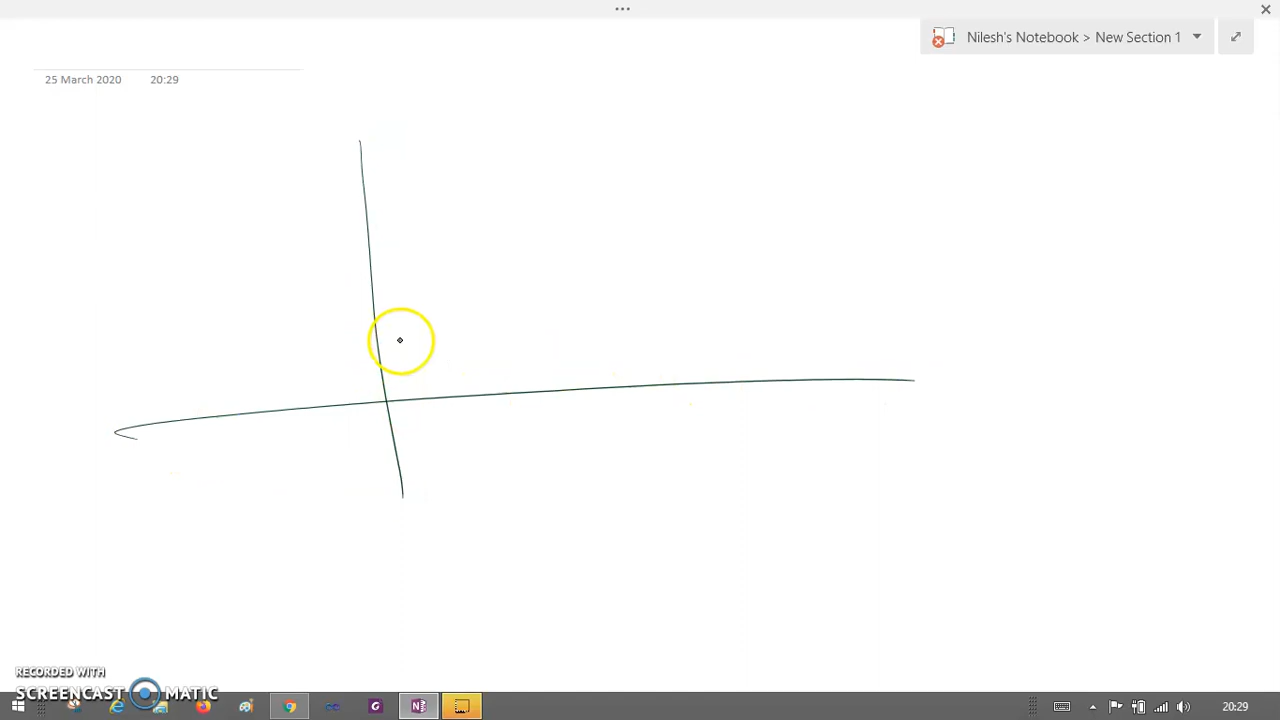 Nilesh's Notebook > New Section 1
25 March 2020 20:29
RECORDED WITH
SCREENCAST MATIC
20:29